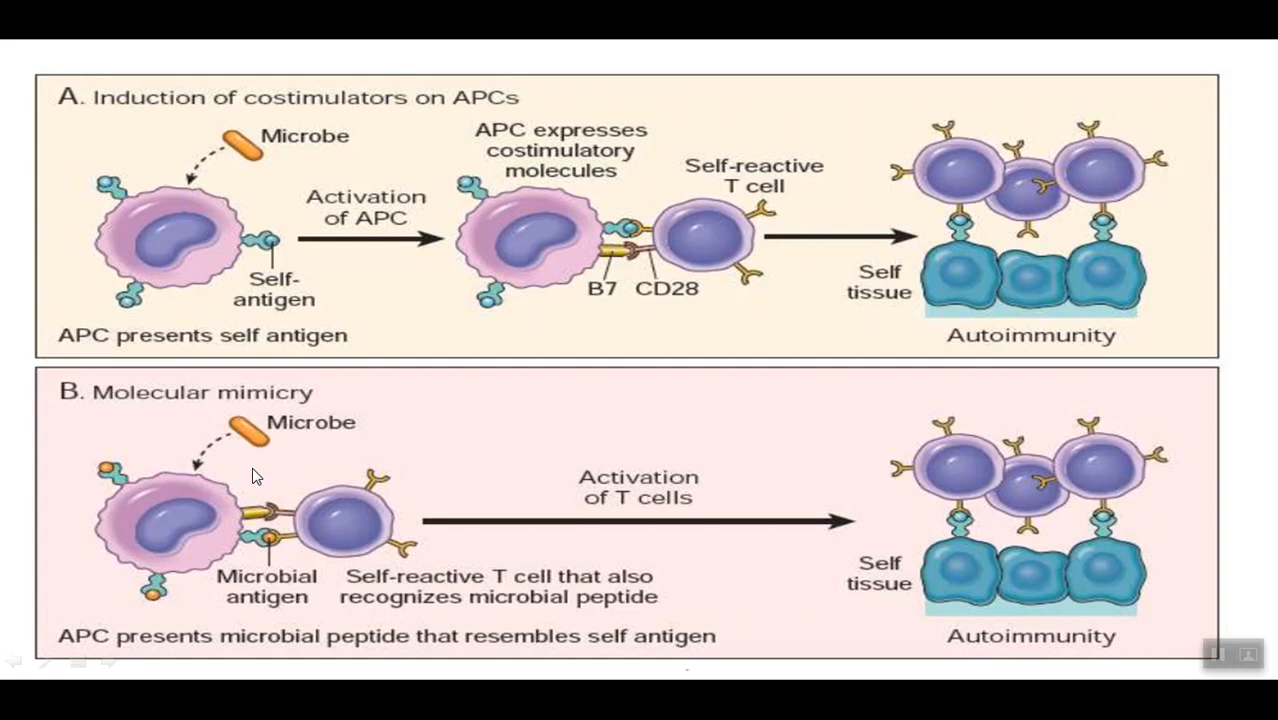 A. Induction of costimulators on APCs
Microbe
Activation
of APC
Self-
antigen
APC presents self antigen
APC expresses
costimulatory
molecules
Self-reactive
T cell
B7 CD28
Self
tissue
Autoimmunity
B. Molecular mimicry
Microbe
Microbial
antigen
Self-reactive T cell that also
recognizes microbial peptide
Activation
of T cells
Self
tissue
APC presents microbial peptide that resembles self antigen
Autoimmunity